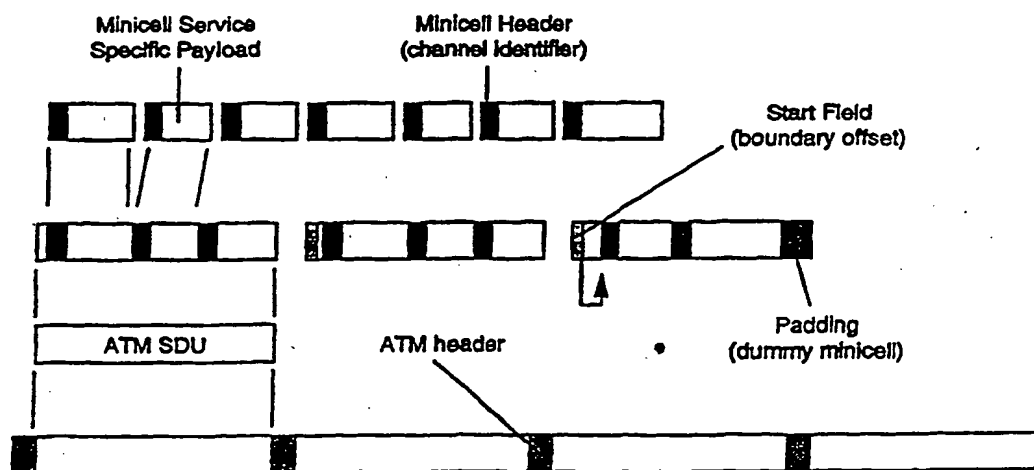 Minicell Service
Specific Payload
Minicell Header
(channel identifier)
Start Field
(boundary offset)
ATM SDU
ATM header
Padding
(dummy minicell)